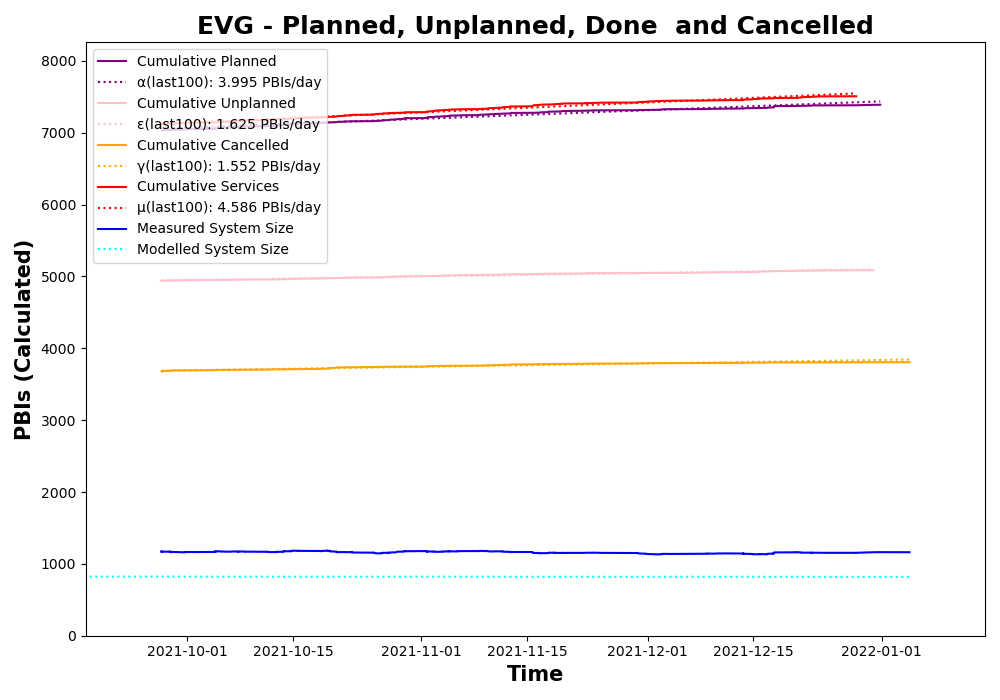 EVG - Planned, Unplanned, Done  and Cancelled
PBIs (Calculated)
8000
7000
6000
5000
4000
3000
2000
1000
0
Cumulative Planned
α(last100): 3.995 PBIs/day
Cumulative Unplanned
ε(last100): 1.625 PBIs/day
Cumulative Cancelled
γ(last100): 1.552 PBIs/day
Cumulative Services
μ(last100): 4.586 PBIs/day
Measured System Size
Modelled System Size
2021-10-01 2021-10-15 2021-11-01 2021-11-15 2021-12-01 2021-12-15 2022-01-01
Time